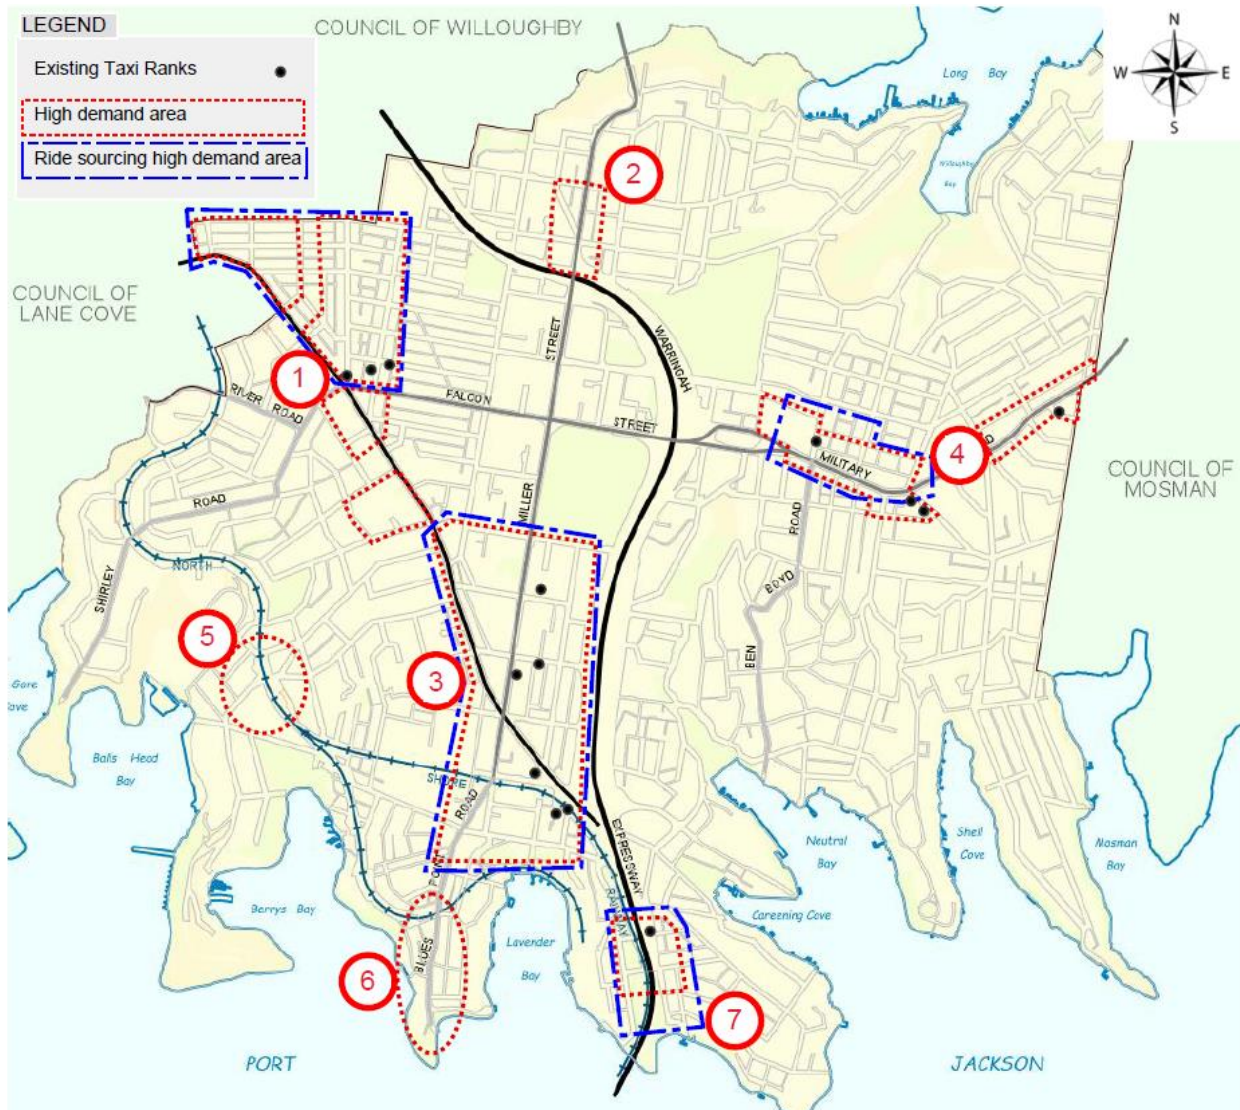 LEGEND
Existing Taxi Ranks
High demand area
Ride sourcing high demand area
COUNCIL OF WILLOUGHBY
N
W
E
S
Long Bay
Willoughby
Bay
2
COUNCIL OF
LANE COVE
STREET
WARRINGAH
1
RIVER ROAD
FALCON
STREET
MILITARY
4
COUNCIL OF
MOSMAN
ROAD
MILLER
ROAD
NORTH
SHIRLEY
BOYD
BEN
5
3
Gore
Balls Head
Bay
SHORE
ROAD
EXPRESSWAY
Neutral
Bay
Shell
Cove
Mosman
Bay
POINT
RAILWAY
Berrys Bay
Careening Cove
Lavender
Bay
BLUES
6
7
PORT
JACKSON